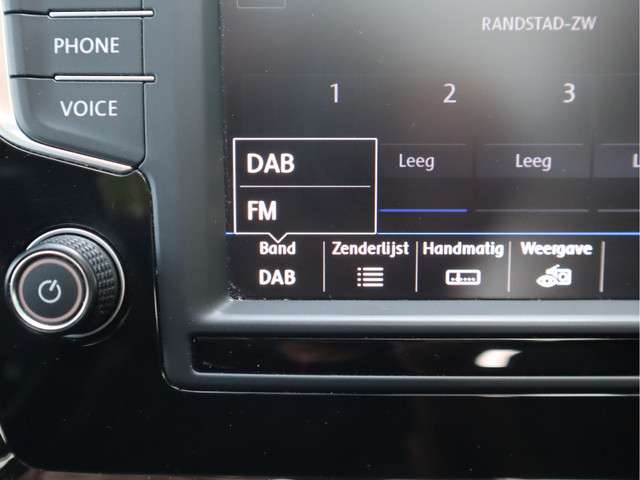 PHONE
VOICE
RANDSTAD-ZW
1 2 3
DAB
FM
Leeg Leeg
Band Zenderlijst Handmatig Weergave
DAB